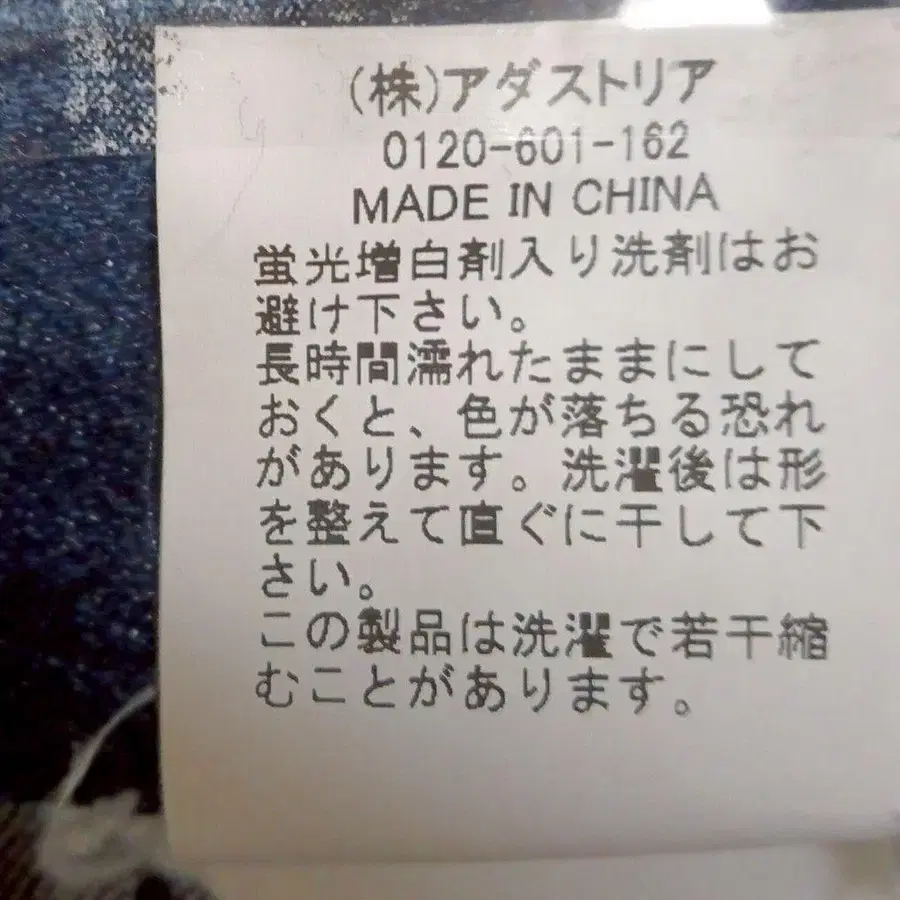 (株)アダストリア
0120-601-162
MADE IN CHINA
蛍光増白剤入り洗剤はお
避け下さい。
長時間濡れたままにして
おくと、色が落ちる恐れ
があります。洗濯後は形
を整えて直ぐに干して下
さい。
この製品は洗濯で若干縮
むことがあります。